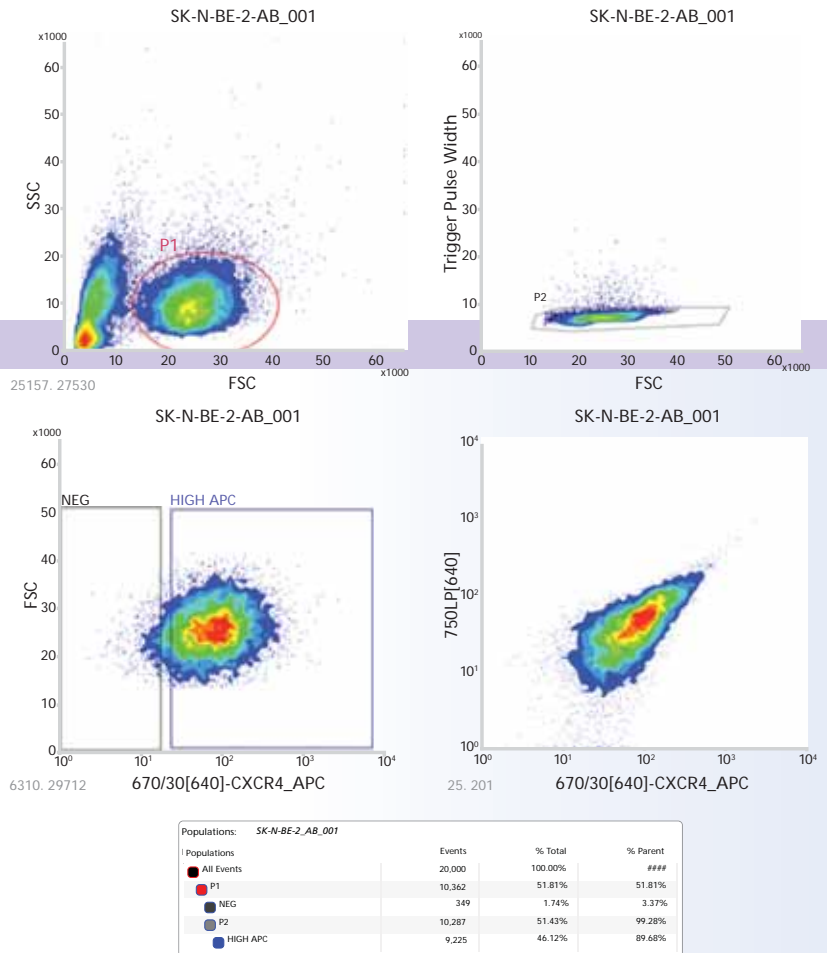 SK-N-BE-2-AB_001
x1000
60
50
40
30
20
10
0
SSC
P1
0 10 20 30 40 50 60
x1000
FSC
25157. 27530
SK-N-BE-2-AB_001
x1000
60
50
40
30
20
10
0
Trigger Pulse Width
P2
0 10 20 30 40 50 60
x1000
FSC
SK-N-BE-2-AB_001
x1000
60
50
40
30
20
10
0
FSC
NEG HIGH APC
10⁰ 10¹ 10² 10³ 10⁴
670/30[640]-CXCR4_APC
6310. 29712
SK-N-BE-2-AB_001
10⁴
10³
10²
10¹
10⁰
750LP[640]
10⁰ 10¹ 10² 10³ 10⁴
670/30[640]-CXCR4_APC
25. 201
Populations: SK-N-BE-2_AB_001
Populations Events % Total % Parent
All Events 20,000 100.00% ####
P1 10,362 51.81% 51.81%
NEG 349 1.74% 3.37%
P2 10,287 51.43% 99.28%
HIGH APC 9,225 46.12% 89.68%